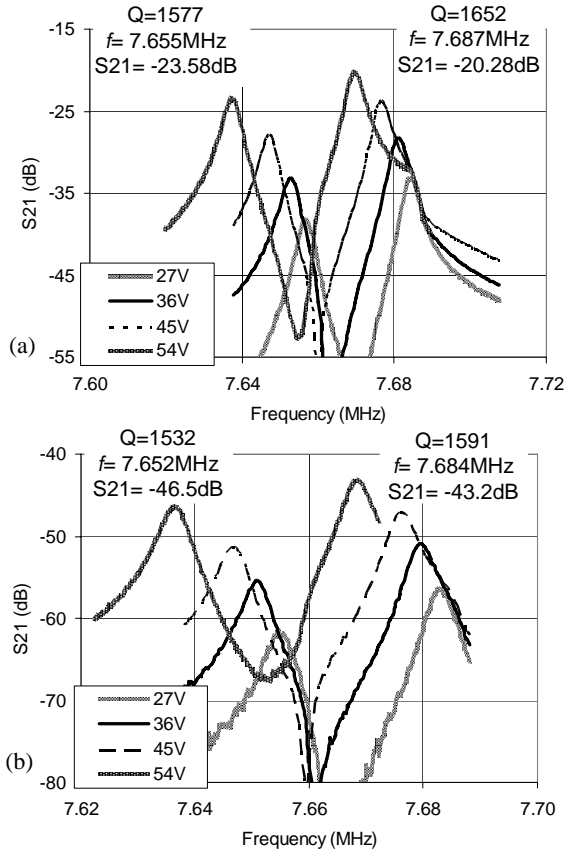 Q=1577
f= 7.655MHz
S21= -23.58dB
Q=1652
f= 7.687MHz
S21= -20.28dB
-15
-25
-35
-45
-55
S21 (dB)
27V
36V
45V
54V
(a)
7.60
7.64
7.68
7.72
Frequency (MHz)
Q=1532
f= 7.652MHz
S21= -46.5dB
Q=1591
f= 7.684MHz
S21= -43.2dB
-40
-50
-60
-70
-80
S21 (dB)
27V
36V
45V
54V
(b)
7.62
7.64
7.66
7.68
7.70
Frequency (MHz)